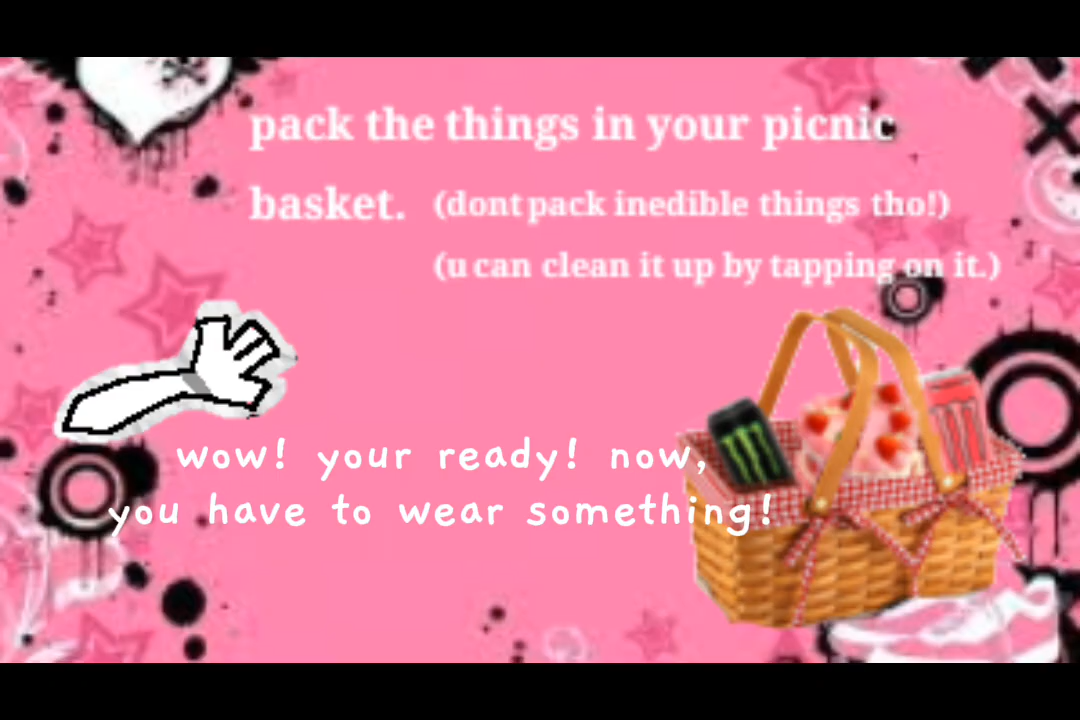 pack the things in your picnic
basket. (dont pack inedible things tho!)
(u can clean it up by tapping on it.)
wow! your ready! now,
you have to wear something!